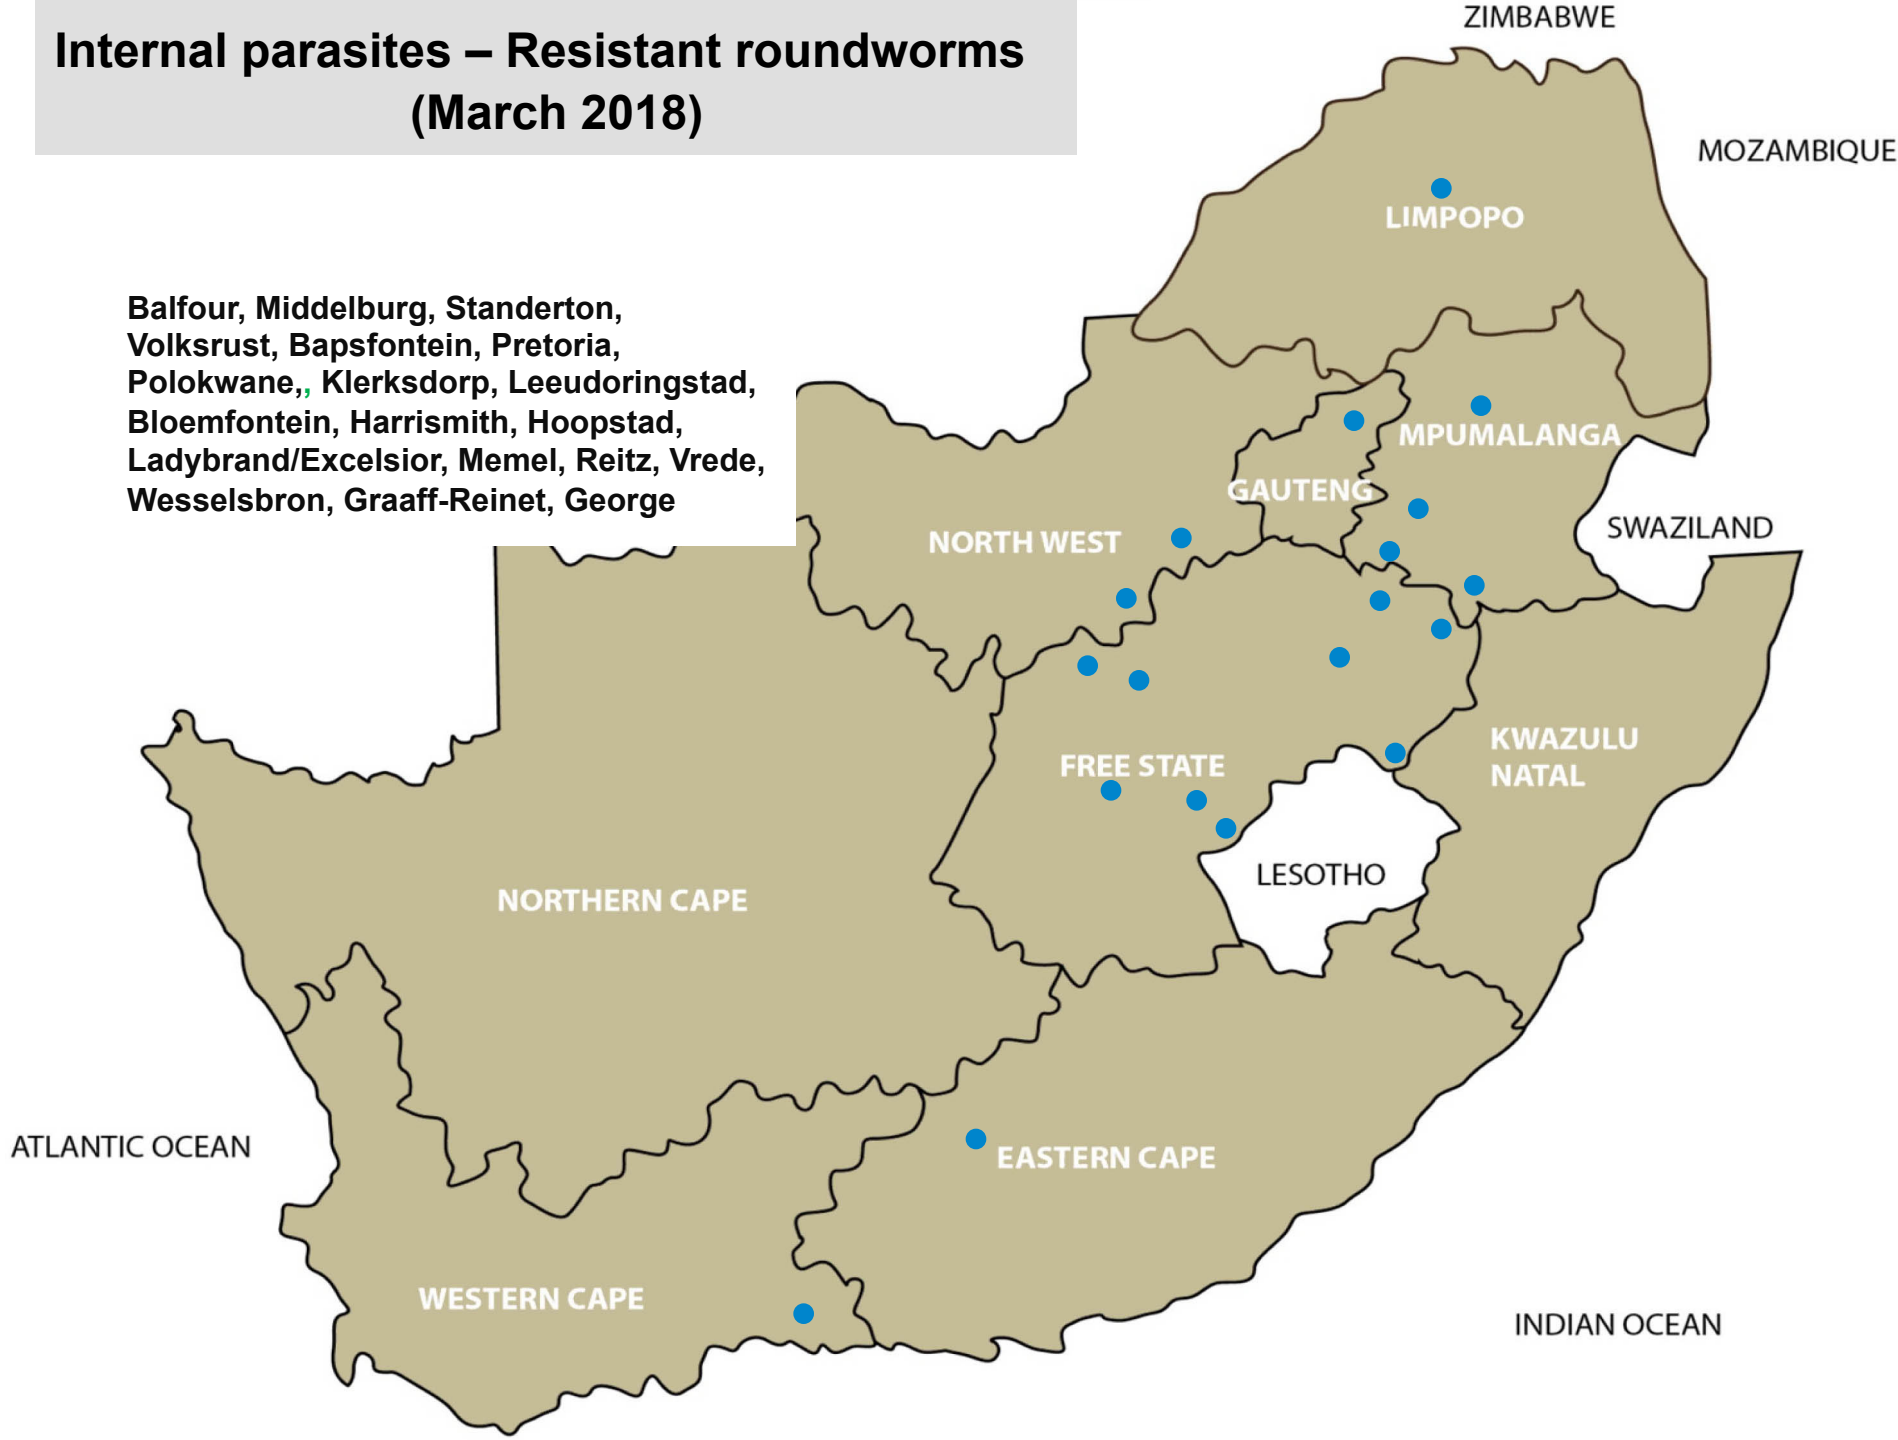 Internal parasites – Resistant roundworms
(March 2018)
Balfour, Middelburg, Standerton,
Volksrust, Bapsfontein, Pretoria,
Polokwane,, Klerksdorp, Leeudoringstad,
Bloemfontein, Harrismith, Hoopstad,
Ladybrand/Excelsior, Memel, Reitz, Vrede,
Wesselsbron, Graaff-Reinet, George
ZIMBABWE
MOZAMBIQUE
LIMPOPO
MPUMALANGA
GAUTENG
SWAZILAND
NORTH WEST
KWAZULU
NATAL
FREE STATE
LESOTHO
NORTHERN CAPE
ATLANTIC OCEAN
EASTERN CAPE
WESTERN CAPE
INDIAN OCEAN